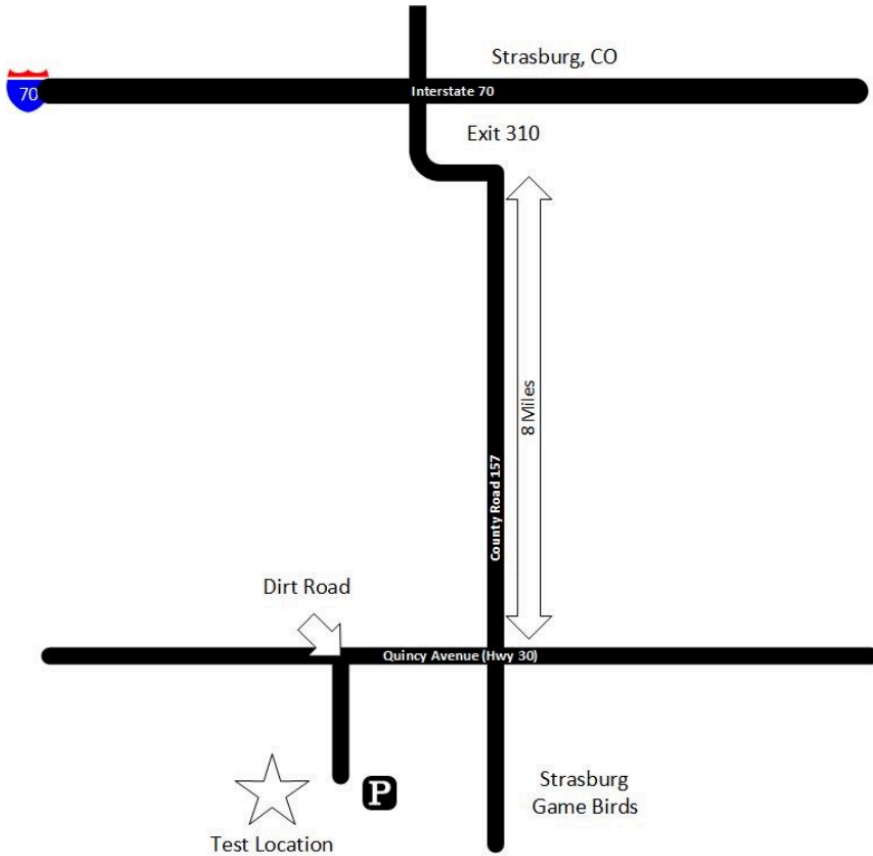 Strasburg, CO
70
Interstate 70
Exit 310
8 Miles
County Road 157
Dirt Road
Quincy Avenue (Hwy 30)
P
Strasburg
Game Birds
Test Location